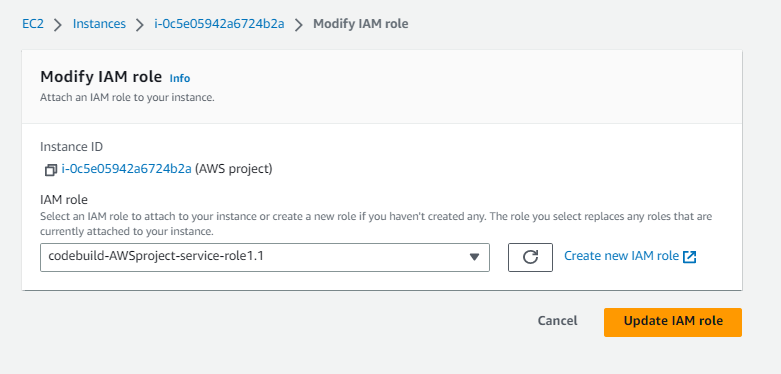 EC2 > Instances > i-0c5e05942a6724b2a > Modify IAM role
Modify IAM role Info
Attach an IAM role to your instance.
Instance ID
i-0c5e05942a6724b2a (AWS project)
IAM role
Select an IAM role to attach to your instance or create a new role if you haven't created any. The role you select replaces any roles that are
currently attached to your instance.
codebuild-AWSproject-service-role1.1
Create new IAM role
Cancel
Update IAM role